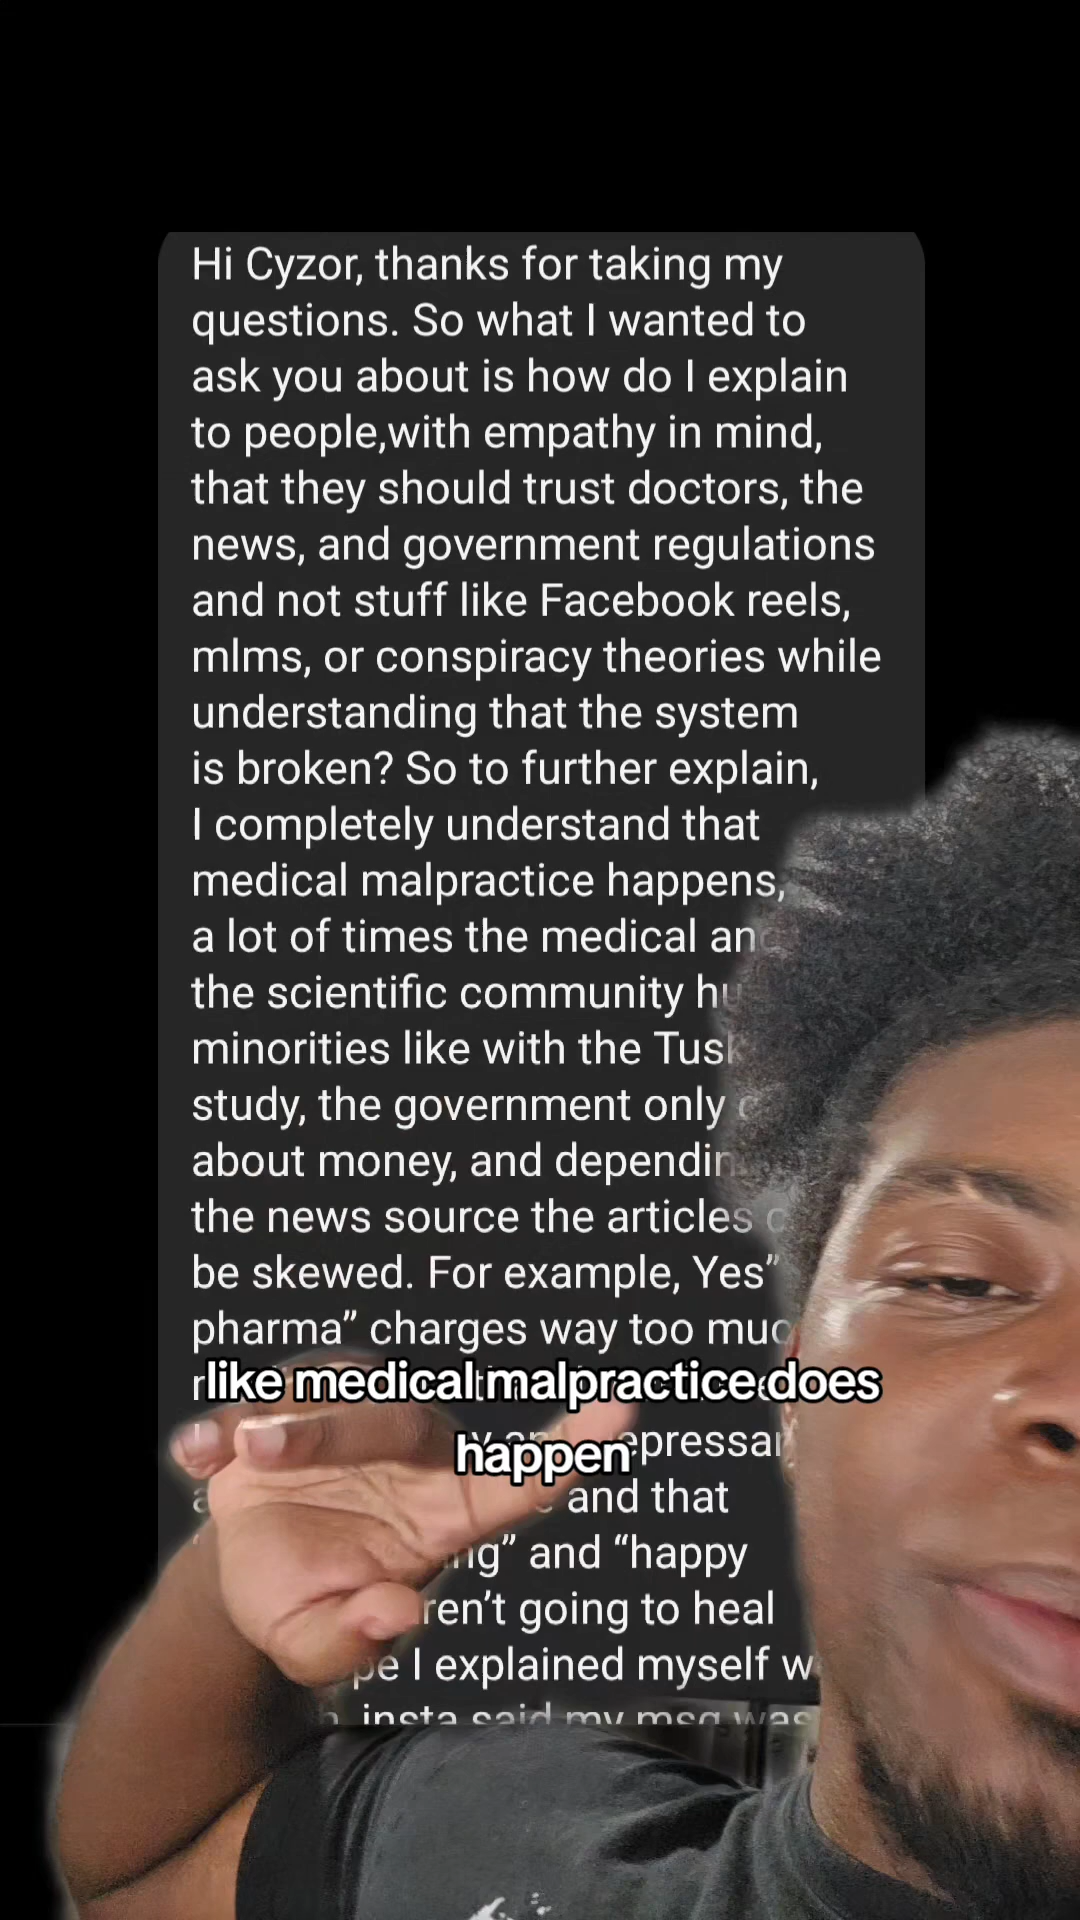 Hi Cyzor, thanks for taking my
questions. So what I wanted to
ask you about is how do I explain
to people,with empathy in mind,
that they should trust doctors, the
news, and government regulations
and not stuff like Facebook reels,
mlms, or conspiracy theories while
understanding that the system
is broken? So to further explain,
I completely understand that
medical malpractice happens,
a lot of times the medical
the scientific community
minorities like with the
study, the government only
about money, and
the news source the articles
be skewed. For example, Yes”
pharma” charges way too
like medical malpractice does
happen
and that
and “happy
going to heal
I explained myself
insta said my msg was